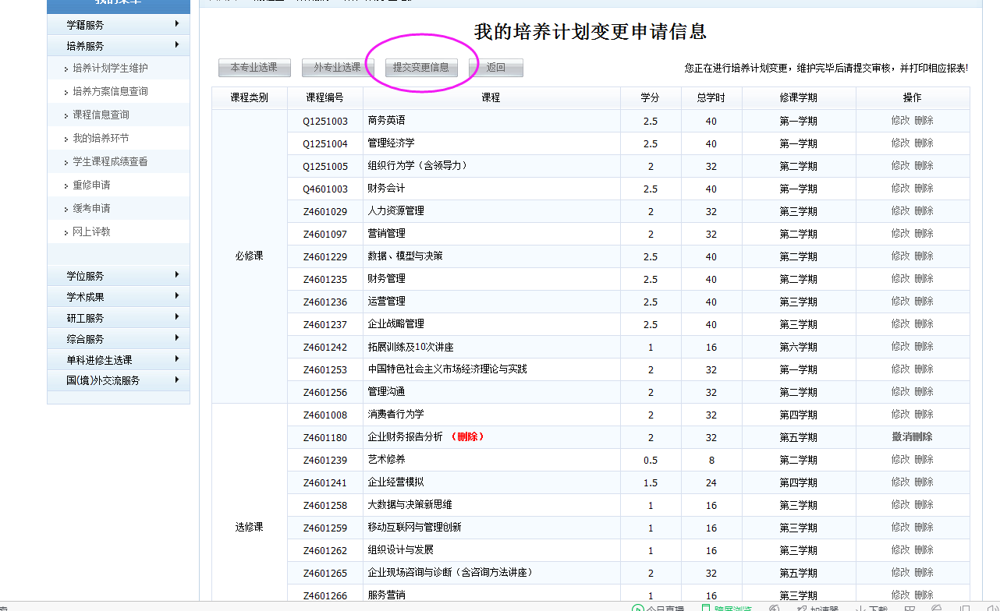 我的菜单
学籍服务
培养服务
培养计划学生维护
培养方案信息查询
课程信息查询
我的培养环节
学生课程成绩查看
重修申请
缓考申请
网上评教
学位服务
学术成果
研工服务
综合服务
单科进修生选课
国(境)外交流服务
我的培养计划变更申请信息
本专业选课 外专业选课 提交变更信息 返回
您正在进行培养计划变更，维护完毕后请提交审核，并打印相应报表!
课程类别 课程编号 课程 学分 总学时 修课学期 操作
必修课
Q1251003 商务英语 2.5 40 第一学期 修改 删除
Q1251004 管理经济学 2.5 40 第一学期 修改 删除
Q1251005 组织行为学（含领导力） 2 32 第二学期 修改 删除
Q4601003 财务会计 2.5 40 第一学期 修改 删除
Z4601029 人力资源管理 2 32 第三学期 修改 删除
Z4601097 营销管理 2 32 第二学期 修改 删除
Z4601229 数据、模型与决策 2.5 40 第二学期 修改 删除
Z4601235 财务管理 2.5 40 第二学期 修改 删除
Z4601236 运营管理 2.5 40 第三学期 修改 删除
Z4601237 企业战略管理 2.5 40 第三学期 修改 删除
Z4601242 拓展训练及10次讲座 1 16 第六学期 修改 删除
Z4601253 中国特色社会主义市场经济理论与实践 2 32 第一学期 修改 删除
Z4601256 管理沟通 2 32 第二学期 修改 删除
选修课
Z4601008 消费者行为学 2 32 第四学期 修改 删除
Z4601180 企业财务报告分析 （删除） 2 32 第五学期 撤消删除
Z4601239 艺术修养 0.5 8 第二学期 修改 删除
Z4601241 企业经营模拟 1.5 24 第四学期 修改 删除
Z4601258 大数据与决策新思维 1 16 第三学期 修改 删除
Z4601259 移动互联网与管理创新 1 16 第三学期 修改 删除
Z4601262 组织设计与发展 1 16 第三学期 修改 删除
Z4601265 企业现场咨询与诊断（含咨询方法讲座） 2 32 第五学期 修改 删除
Z4601266 服务营销 1 16 第三学期 修改 删除
今日直播 跨屏浏览 加速器 下载